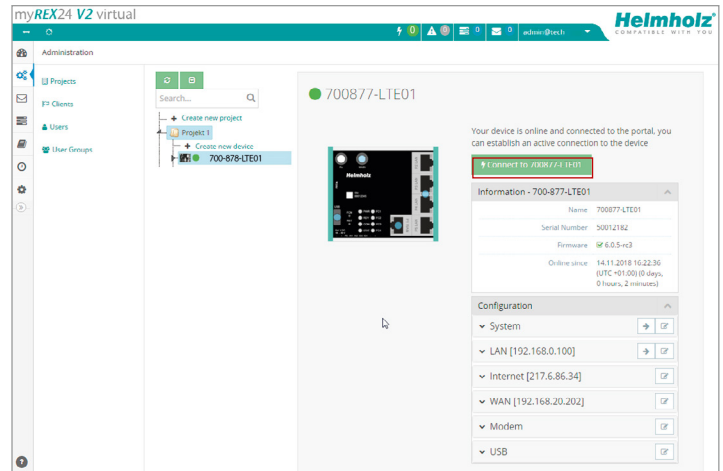 myREX24 V2 virtual
Helmholz
COMPATIBLE WITH YOU
0 0 0 0 admin@tech
Administration
Projects
Clients
Users
User Groups
Search...
Create new project
Projekt 1
Create new device
700-878-LTE01
700877-LTE01
Helmholz
Your device is online and connected to the portal, you
can establish an active connection to the device
Connect to 700877-LTE01
Information - 700-877-LTE01
Name 700877-LTE01
Serial Number 50012182
Firmware 6.0.5-rc3
Online since 14.11.2018 16:22:36
(UTC +01:00) (0 days,
0 hours, 2 minutes)
Configuration
System
LAN [192.168.0.100]
Internet [217.6.86.34]
WAN [192.168.20.202]
Modem
USB